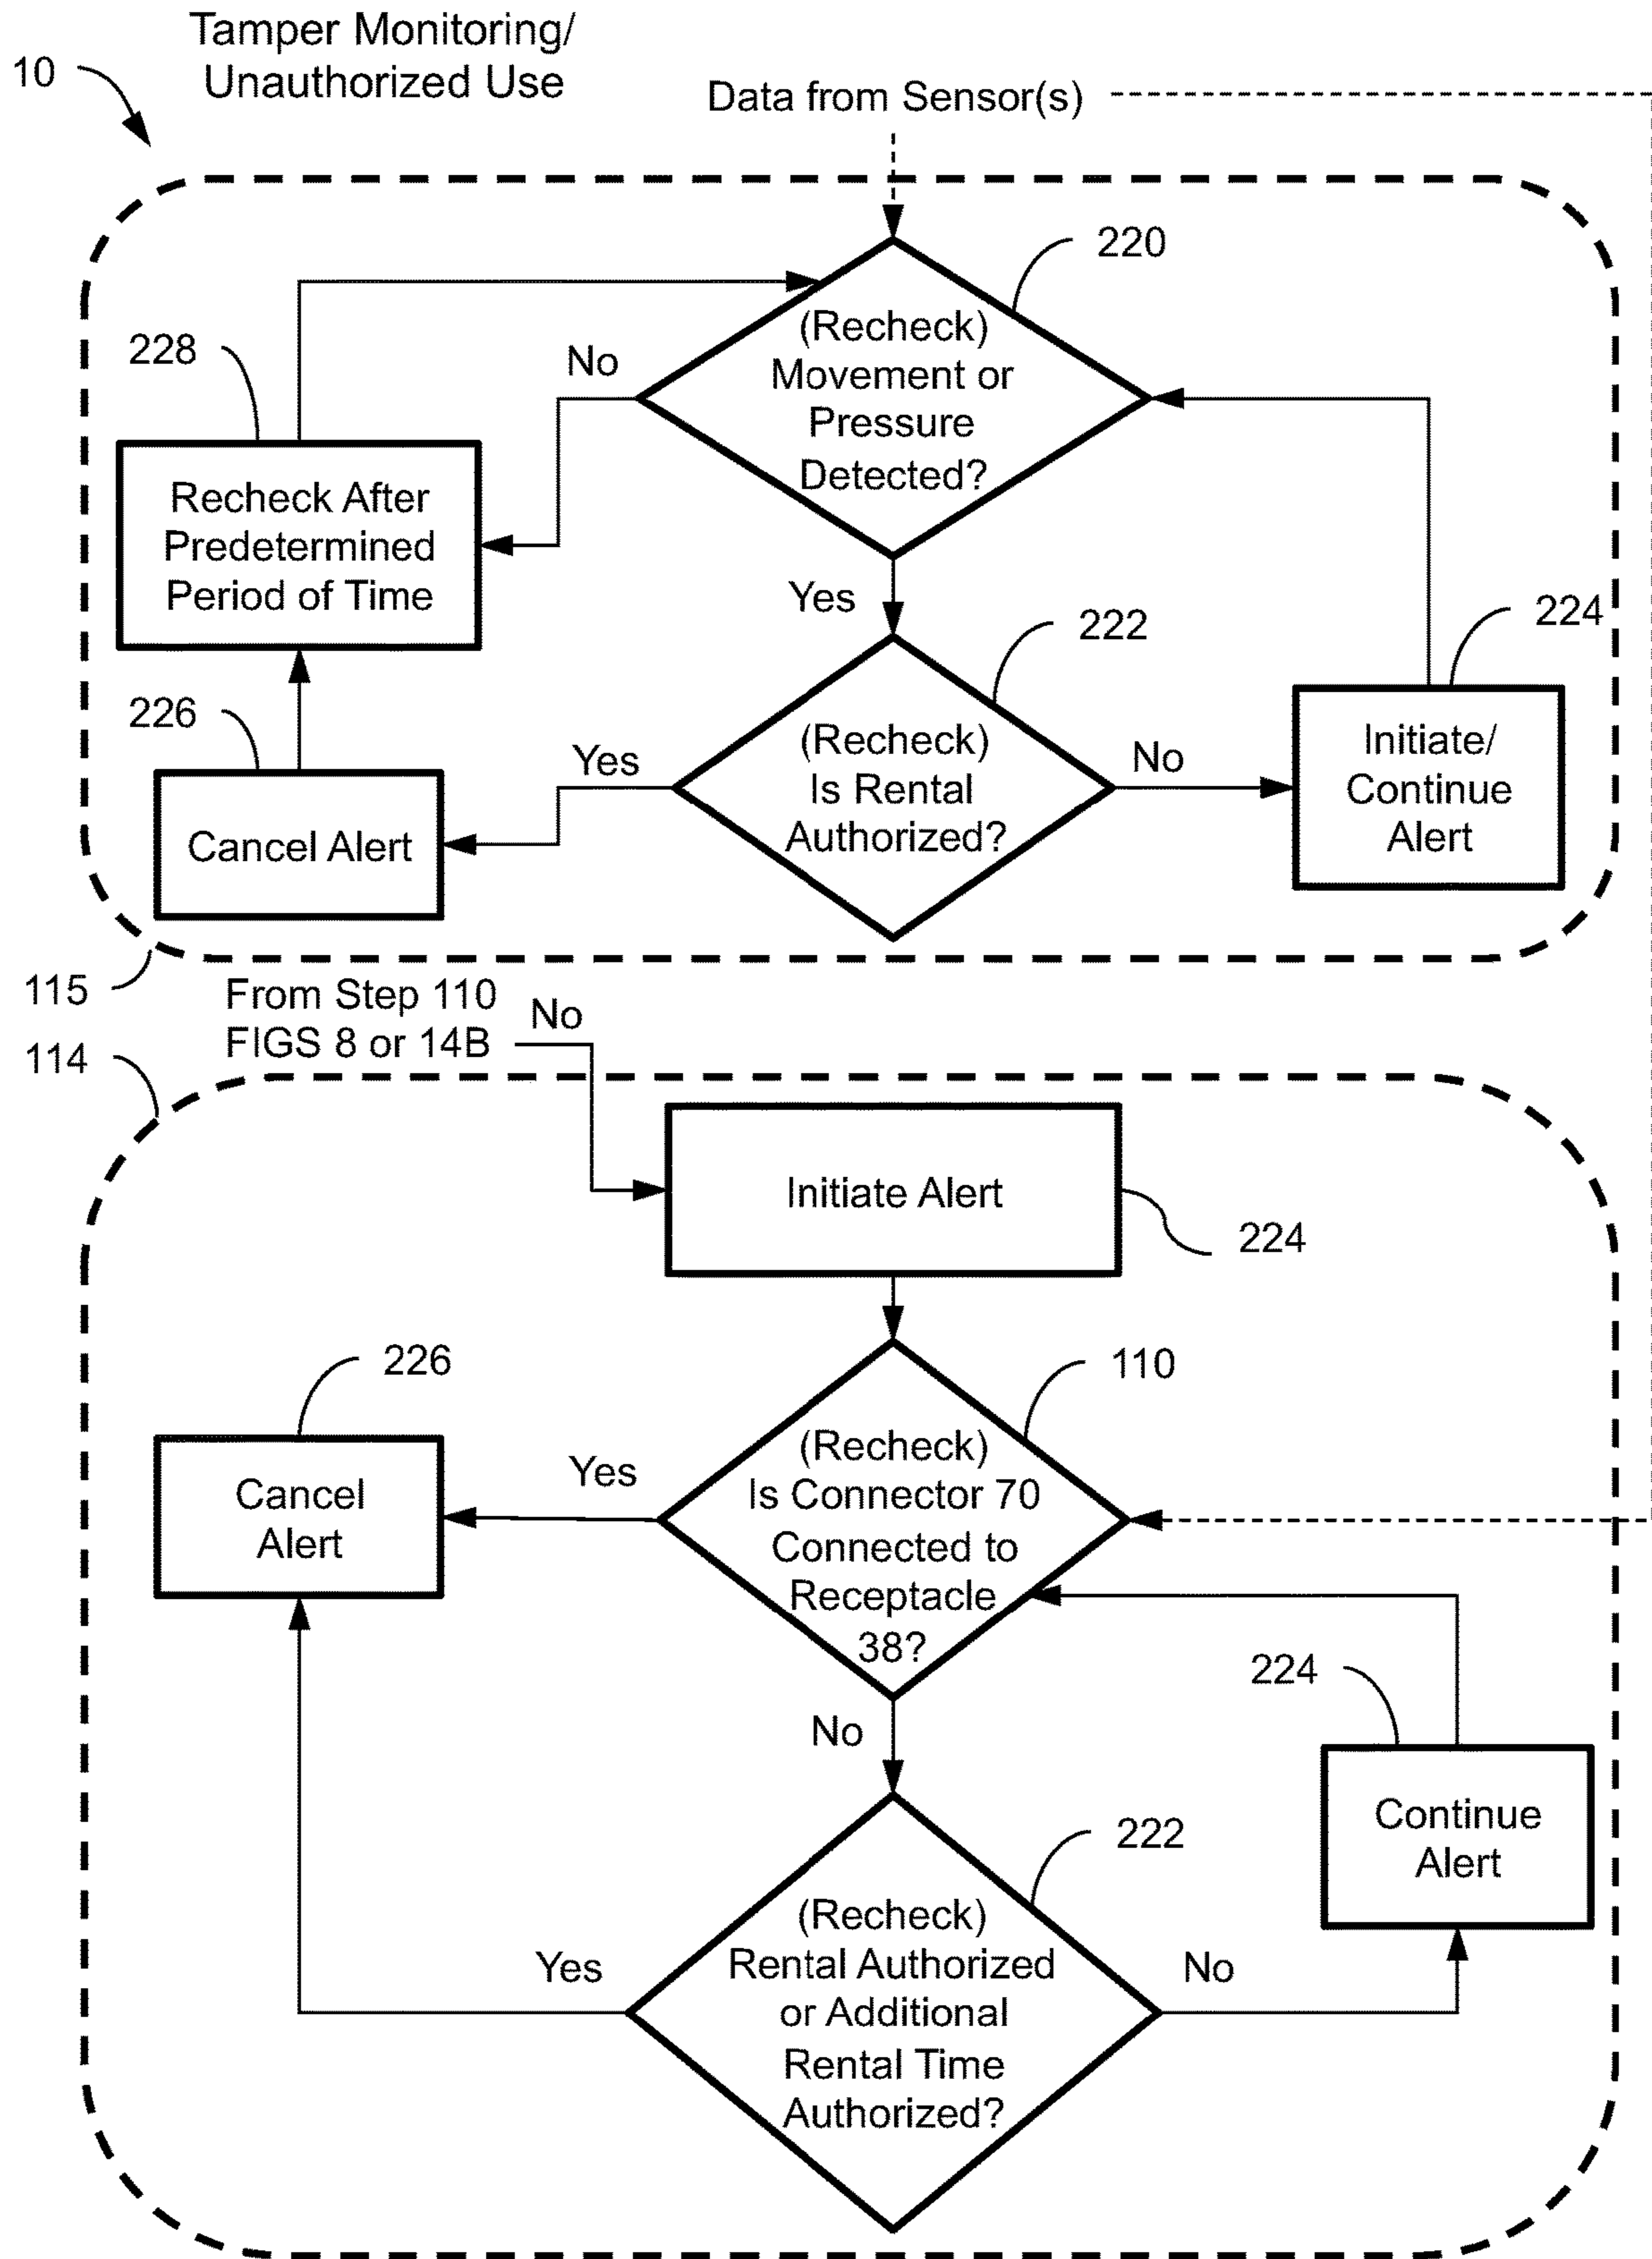 Tamper Monitoring/
Unauthorized Use
10
Data from Sensor(s)
220
(Recheck)
Movement or
Pressure
Detected?
No
228
Recheck After
Predetermined
Period of Time
Yes
222
224
226
(Recheck)
Is Rental
Authorized?
Yes
No
Initiate/
Continue
Alert
Cancel Alert
115
From Step 110
FIGS 8 or 14B
No
114
Initiate Alert
224
226
110
(Recheck)
Is Connector 70
Connected to
Receptacle
38?
Yes
Cancel
Alert
No
224
Continue
Alert
222
(Recheck)
Rental Authorized
or Additional
Rental Time
Authorized?
Yes
No